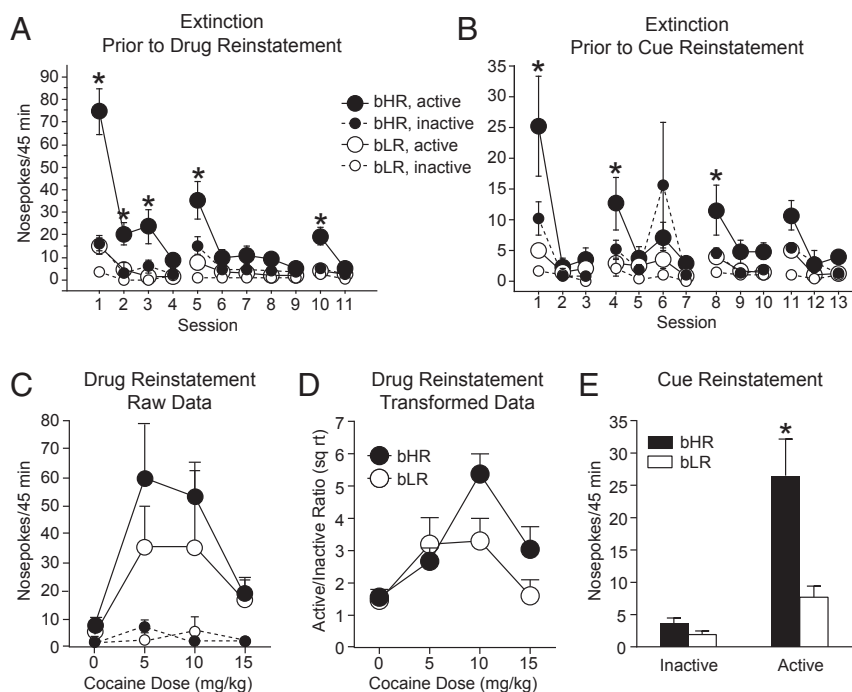 A
Extinction
Prior to Drug Reinstatement
Nosepokes/45 min
90
80
70
60
50
40
30
20
10
0
*
*
*
*
*
1 2 3 4 5 6 7 8 9 10 11
Session
bHR, active
bHR, inactive
bLR, active
bLR, inactive
B
Extinction
Prior to Cue Reinstatement
35
30
25
20
15
10
5
0
*
*
*
1 2 3 4 5 6 7 8 9 10 11 12 13
Session
C
Drug Reinstatement
Raw Data
Nosepokes/45 min
80
70
60
50
40
30
20
10
0
0 5 10 15
Cocaine Dose (mg/kg)
D
Drug Reinstatement
Transformed Data
Active/Inactive Ratio (sq rt)
7
6
5
4
3
2
1
0
bHR
bLR
0 5 10 15
Cocaine Dose (mg/kg)
E
Cue Reinstatement
Nosepokes/45 min
35
30
25
20
15
10
5
0
bHR
bLR
*
Inactive Active